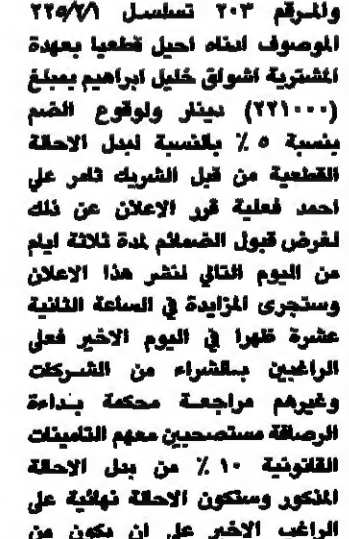 والمرقم ٢٠٣ تسلسل ٢٢٥/٧/١
الموصوف ادناه احيل قطعيا بعهدة
المشترية اشواق خليل ابراهيم بمبلغ
(٢٢١٠٠٠) دينار ولوقوع الضم
بنسبة ٥ ٪ بالنسبة لبدل الاحالة
القطعية من قبل الشريك ثامر علي
احمد فعلية قرر الاعلان عن ذلك
لغرض قبول الضمائم لمدة ثلاثة ايام
من اليوم التالي لنشر هذا الاعلان
وستجرى المزايدة في الساعة الثانية
عشرة ظهرا في اليوم الاخير فعلى
الراغبين بالشراء من الشركات
وغيرهم مراجعة محكمة بداءة
الرصافة مستصحبين معهم التامينات
القانونية ١٠ ٪ من بدل الاحالة
المذكور وستكون الاحالة نهائية على
الراغب الاخير على ان يكون من